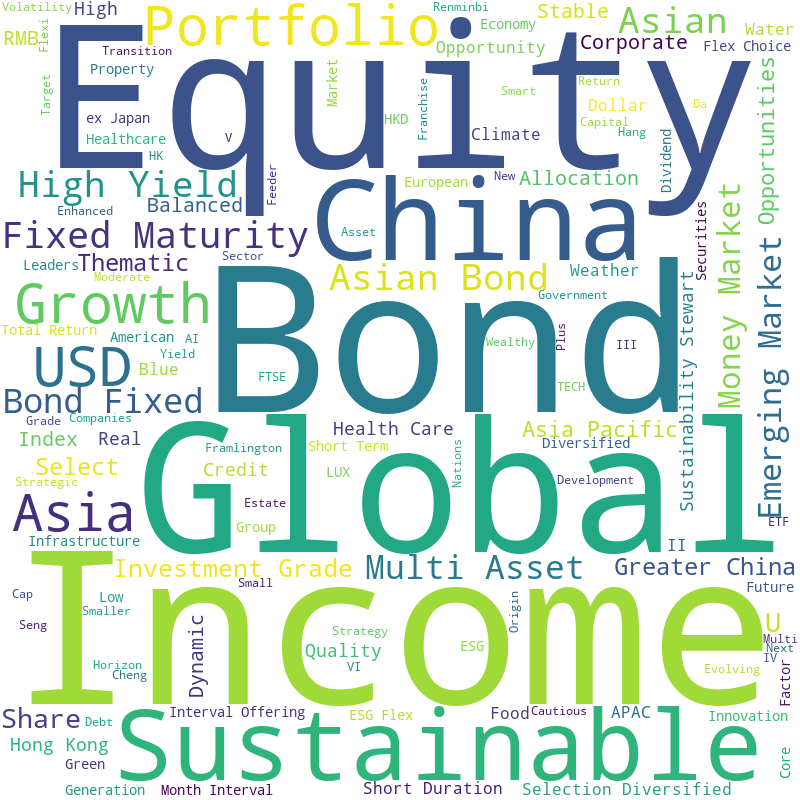 Volatility
High
Portfolio
Renminbi
Economy
Stable
Asian
Water
RMB
Flexi
Transition
Opportunity
Corporate
Flex Choice
Equity
Property
Target
Market
Franchise
Smart
Return
Dollar
Da
ex Japan
HKD
Capital
Healthcare
V
Climate
Hang
Dividend
Opportunities
HK
Feeder
High Yield
European
New
Allocation
Enhanced
Balanced
China
Securities
Money Market
Fixed Maturity
Asset
Emerging Market
Leaders
Thematic
Sector
Asian Bond
Weather
Moderate
Growth
Bond
Government
Sustainability Stewart
Total Return
American
AI
Wealthy
Plus
III
USD
Blue
Yield
FTSE
TECH
Bond Fixed
Grade
Companies
Index
Real
Health Care
Asia Pacific
Global
Framlington
Short Term
Nations
Diversified
Select
Credit
LUX
Strategic
Development
Asia
Estate
Group
ETF
Infrastructure
II
Income
Investment Grade
Multi Asset
Greater China
Small
Cap
Low
Smaller
Future
Origin
Seng
Dynamic
Strategy
U
Quality
ESG
Multi
Next
Horizon
VI
IV
Cheng
Evolving
Factor
Share
Debt
Interval Offering
ESG Flex
Food
Cautious
APAC
Innovation
Hong Kong
Sustainable
Green
Core
Generation
Month Interval
Short Duration
Selection Diversified